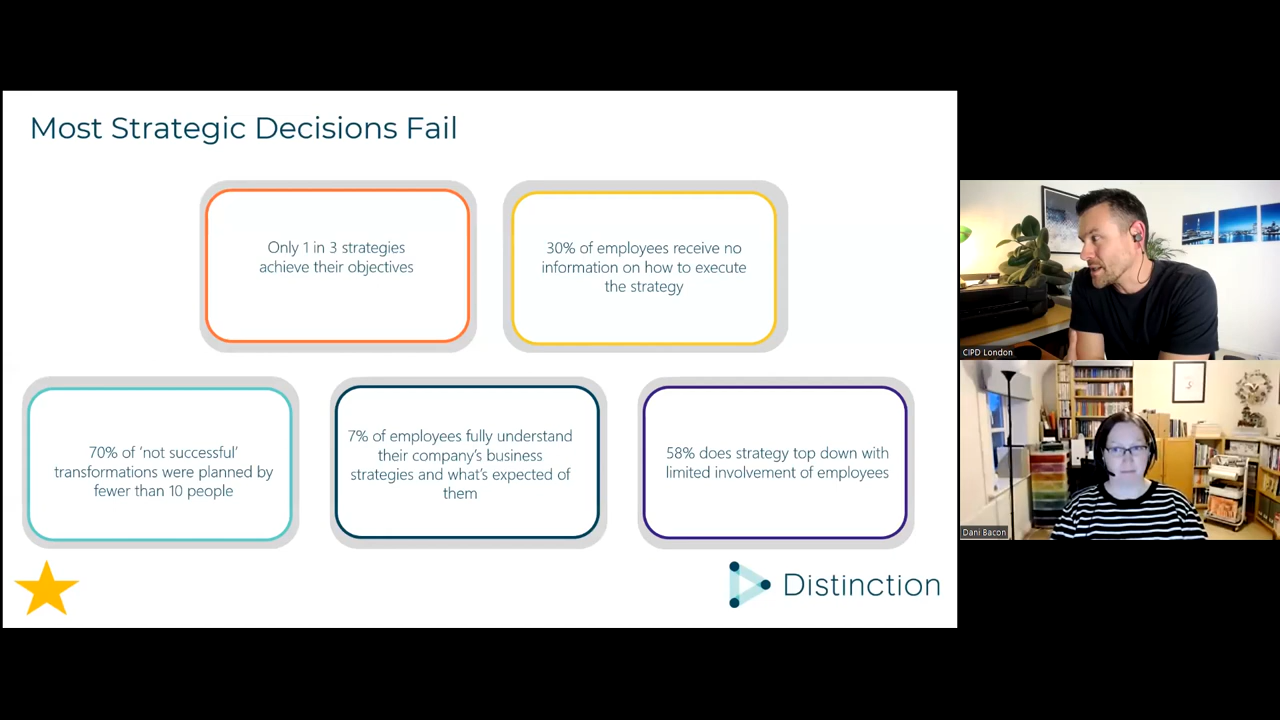 Most Strategic Decisions Fail
Only 1 in 3 strategies
achieve their objectives
30% of employees receive no
information on how to execute
the strategy
70% of ‘not successful’
transformations were planned by
fewer than 10 people
7% of employees fully understand
their company’s business
strategies and what’s expected of
them
58% does strategy top down with
limited involvement of employees
Distinction
CIPD London
Dani Bacon